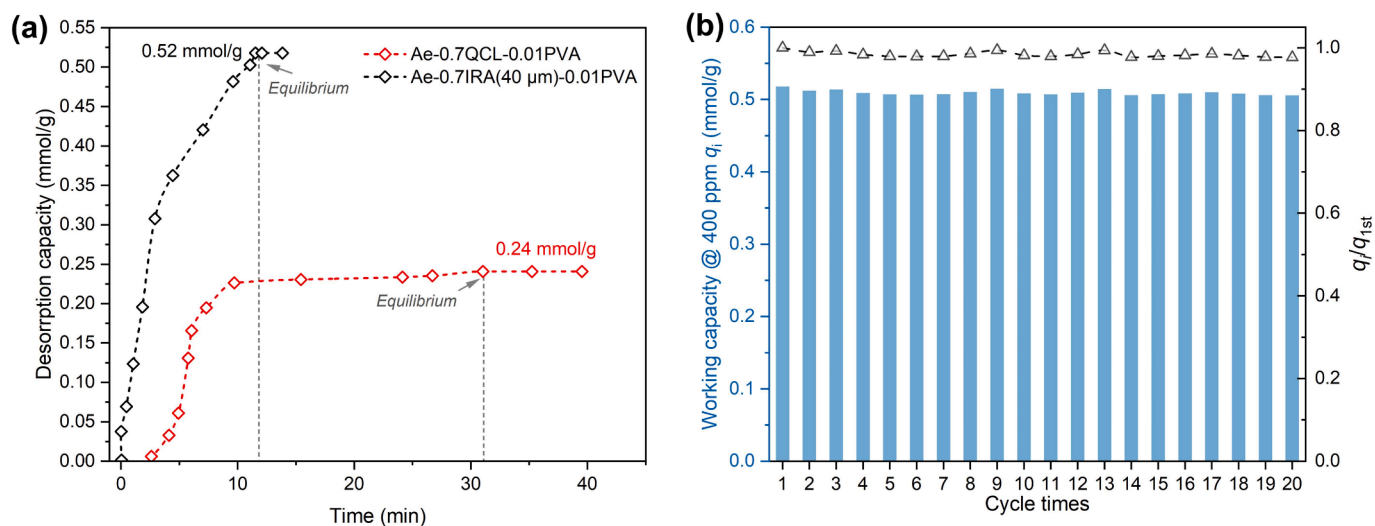 (a)
Desorrption capacity (mmol/g)
0.55
0.50
0.45
0.40
0.35
0.30
0.25
0.20
0.15
0.10
0.05
0.00
0.52 mmol/g
Ae-0.7QCL-0.01PVA
Ae-0.7IRA(40 μm)-0.01PVA
Equilibrium
0.24 mmol/g
Equilibrium
0 10 20 30 40
Time (min)
(b)
Working capacity @ 400 ppm qi (mmol/g)
0.6
0.5
0.4
0.3
0.2
0.1
0.0
1 2 3 4 5 6 7 8 9 10 11 12 13 14 15 16 17 18 19 20
Cycle times
1.0
0.8
0.6
0.4
0.2
0.0
qi/q1st